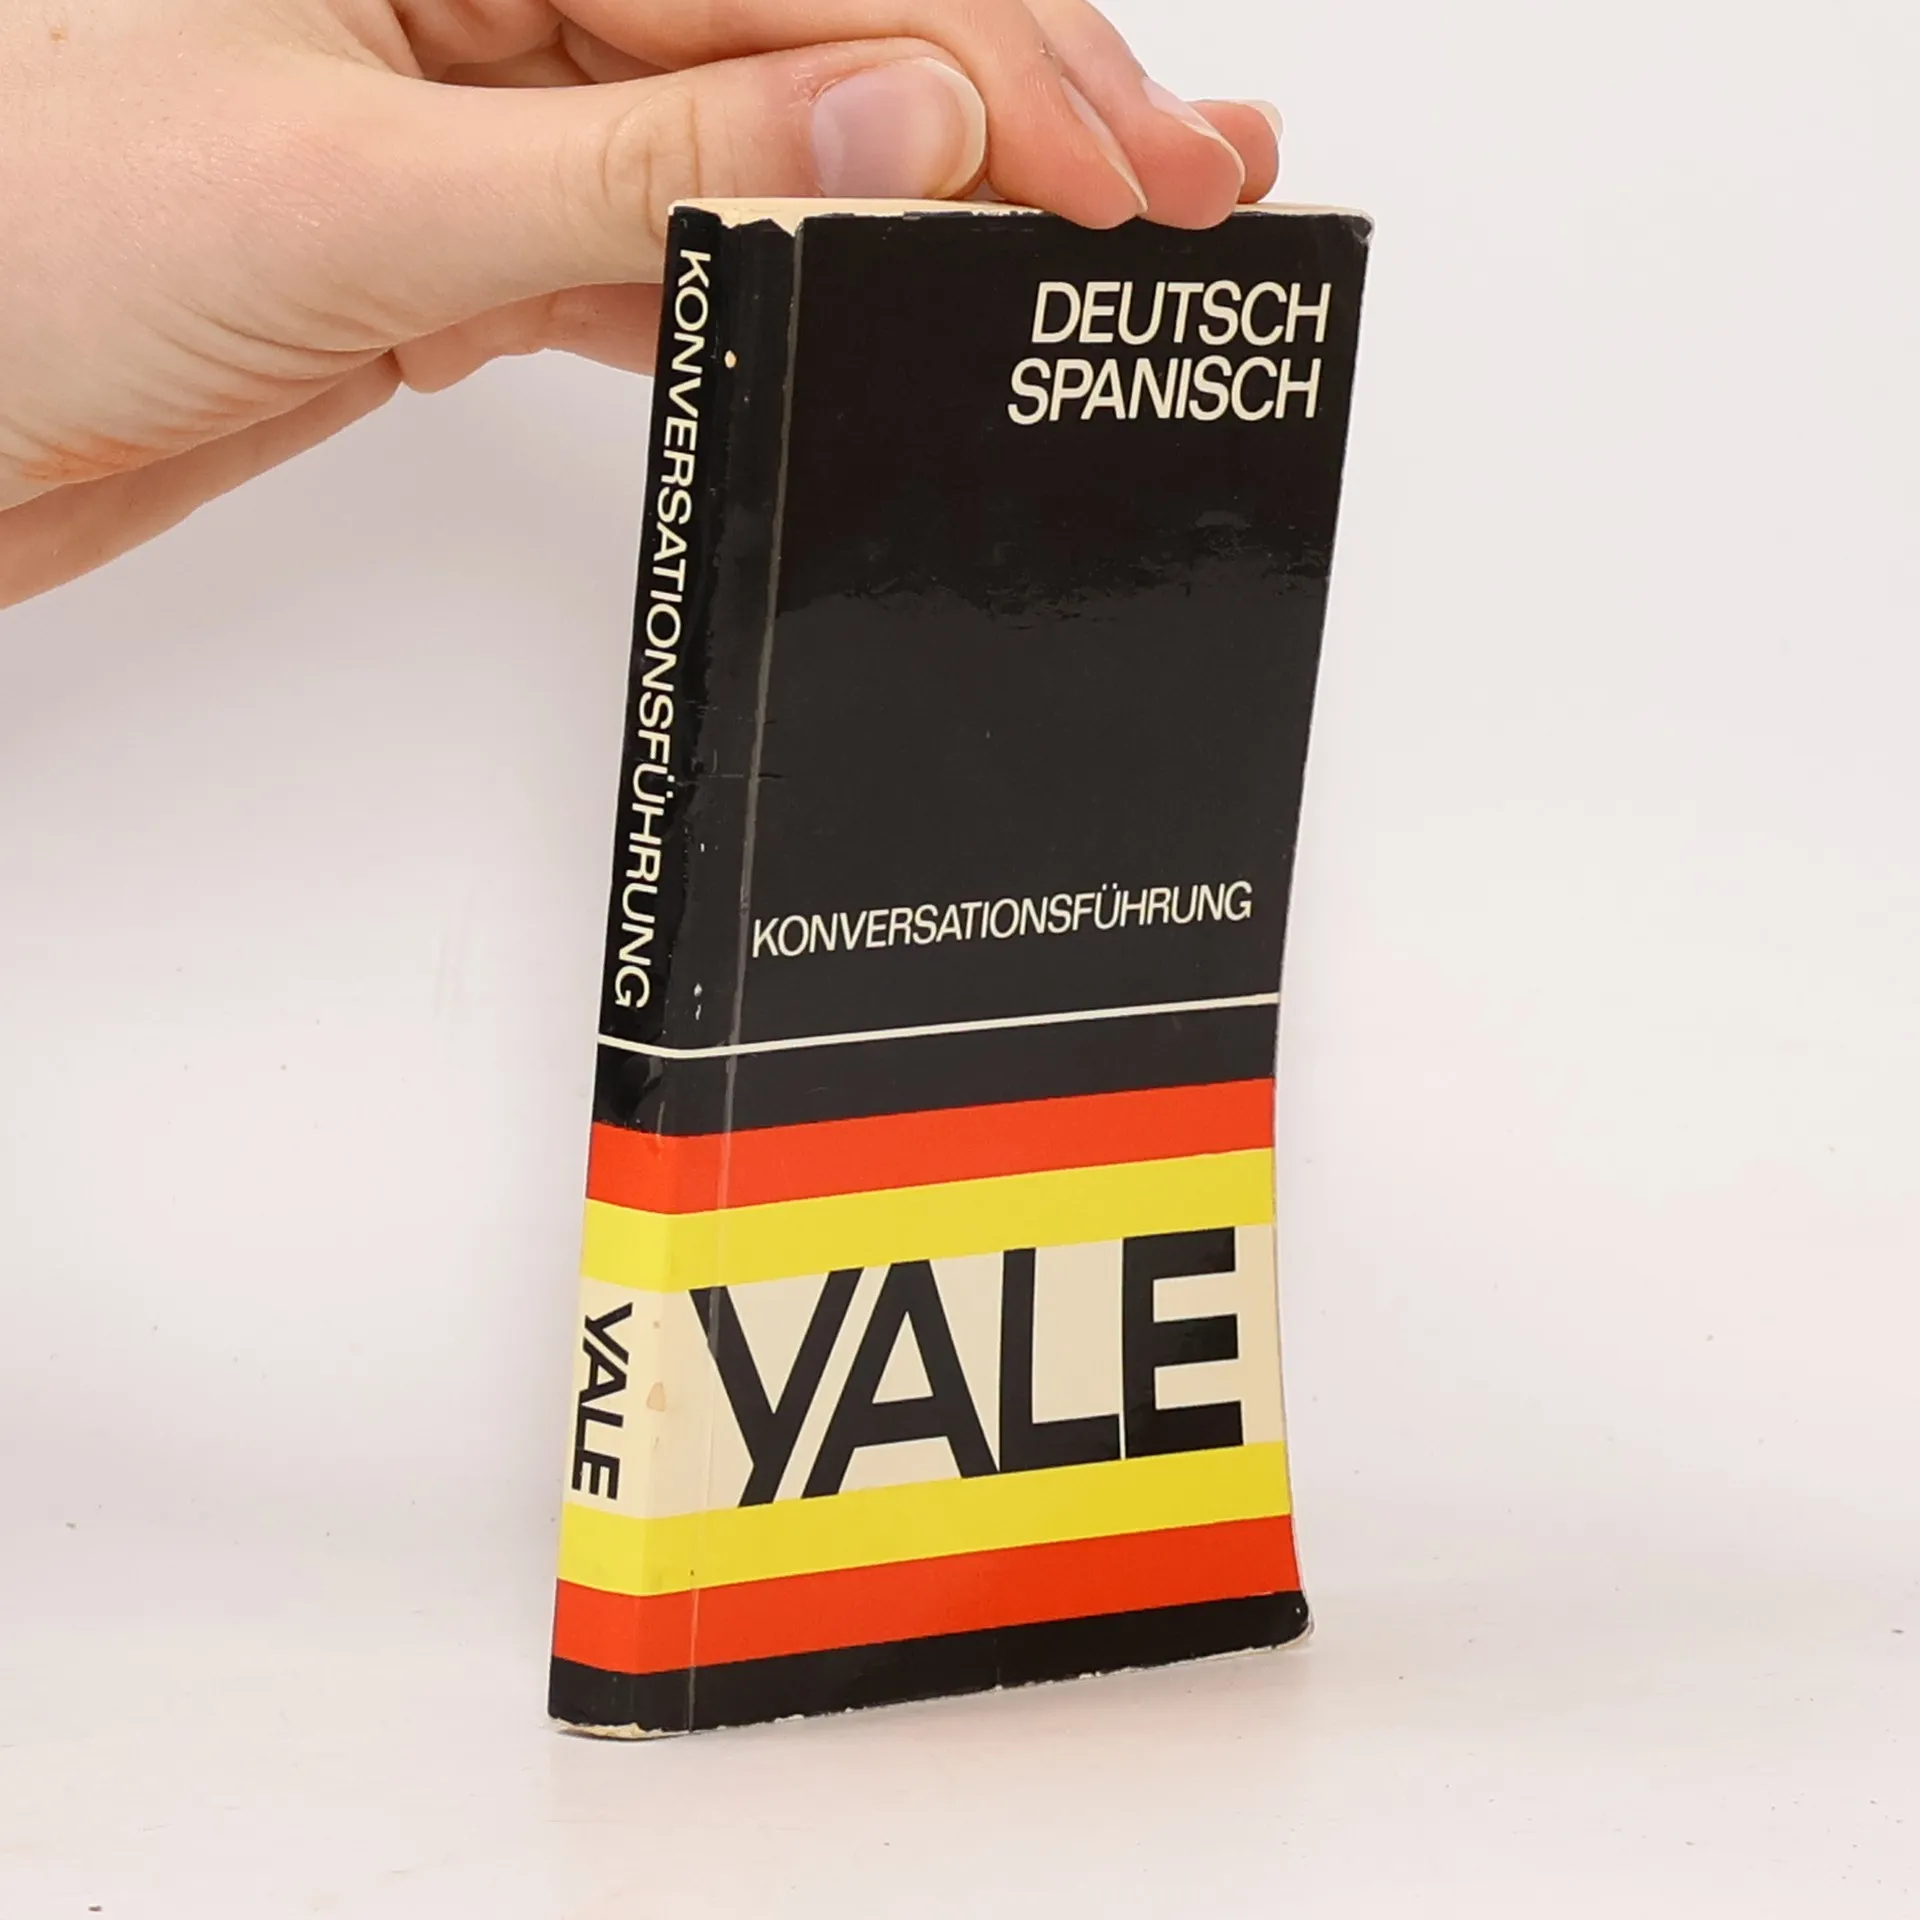 KONVERSATIONSFÜHRUNG
YALE
DEUTSCH
SPANISCH
KONVERSATIONSFÜHRUNG
YALE